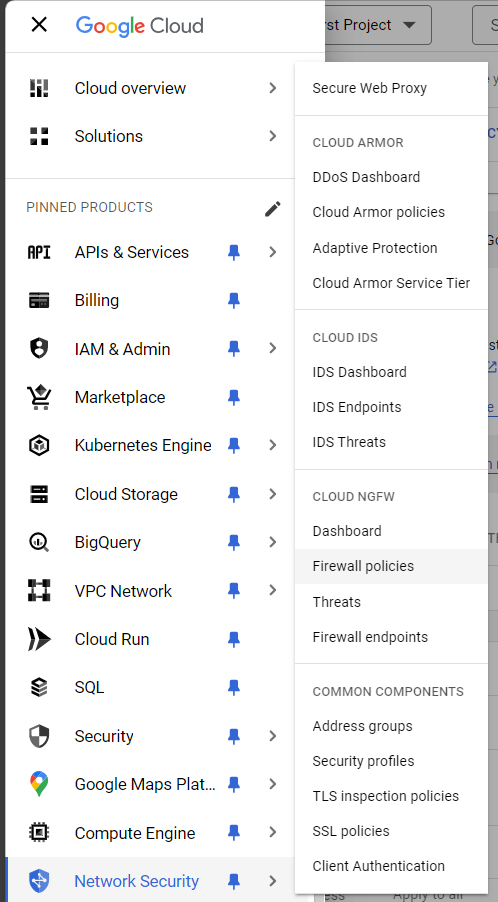 Google Cloud
rst Project
Cloud overview
Solutions
PINNED PRODUCTS
APIs & Services
Billing
IAM & Admin
Marketplace
Kubernetes Engine
Cloud Storage
BigQuery
VPC Network
Cloud Run
SQL
Security
Google Maps Plat...
Compute Engine
Network Security
Secure Web Proxy
CLOUD ARMOR
DDoS Dashboard
Cloud Armor policies
Adaptive Protection
Cloud Armor Service Tier
CLOUD IDS
IDS Dashboard
IDS Endpoints
IDS Threats
CLOUD NGFW
Dashboard
Firewall policies
Threats
Firewall endpoints
COMMON COMPONENTS
Address groups
Security profiles
TLS inspection policies
SSL policies
Client Authentication
ess Apply to all